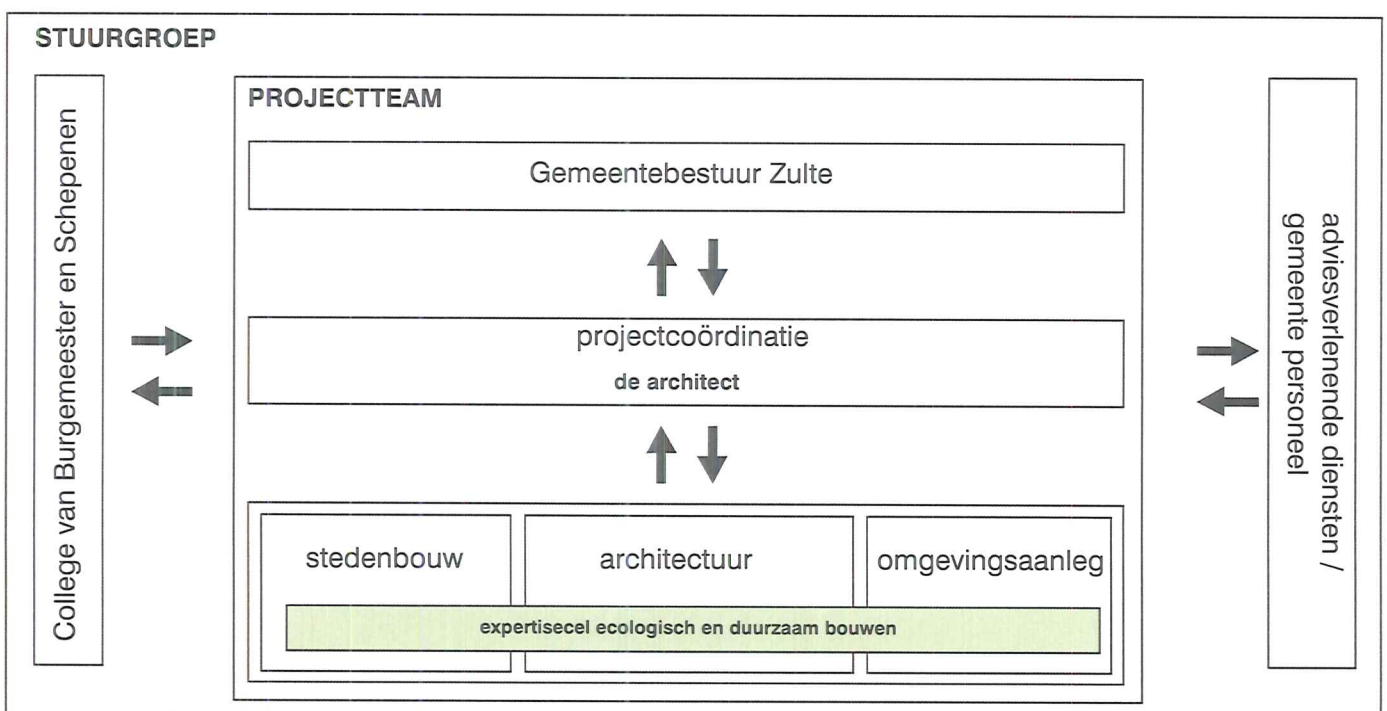 STUURGROEP
College van Burgemeester en Schepenen
PROJECTTEAM
Gemeentebestuur Zulte
projectcoördinatie
de architect
stedenbouw
architectuur
omgevingsaanleg
expertisecel ecologisch en duurzaam bouwen
adviesverlenende diensten /
gemeente personeel